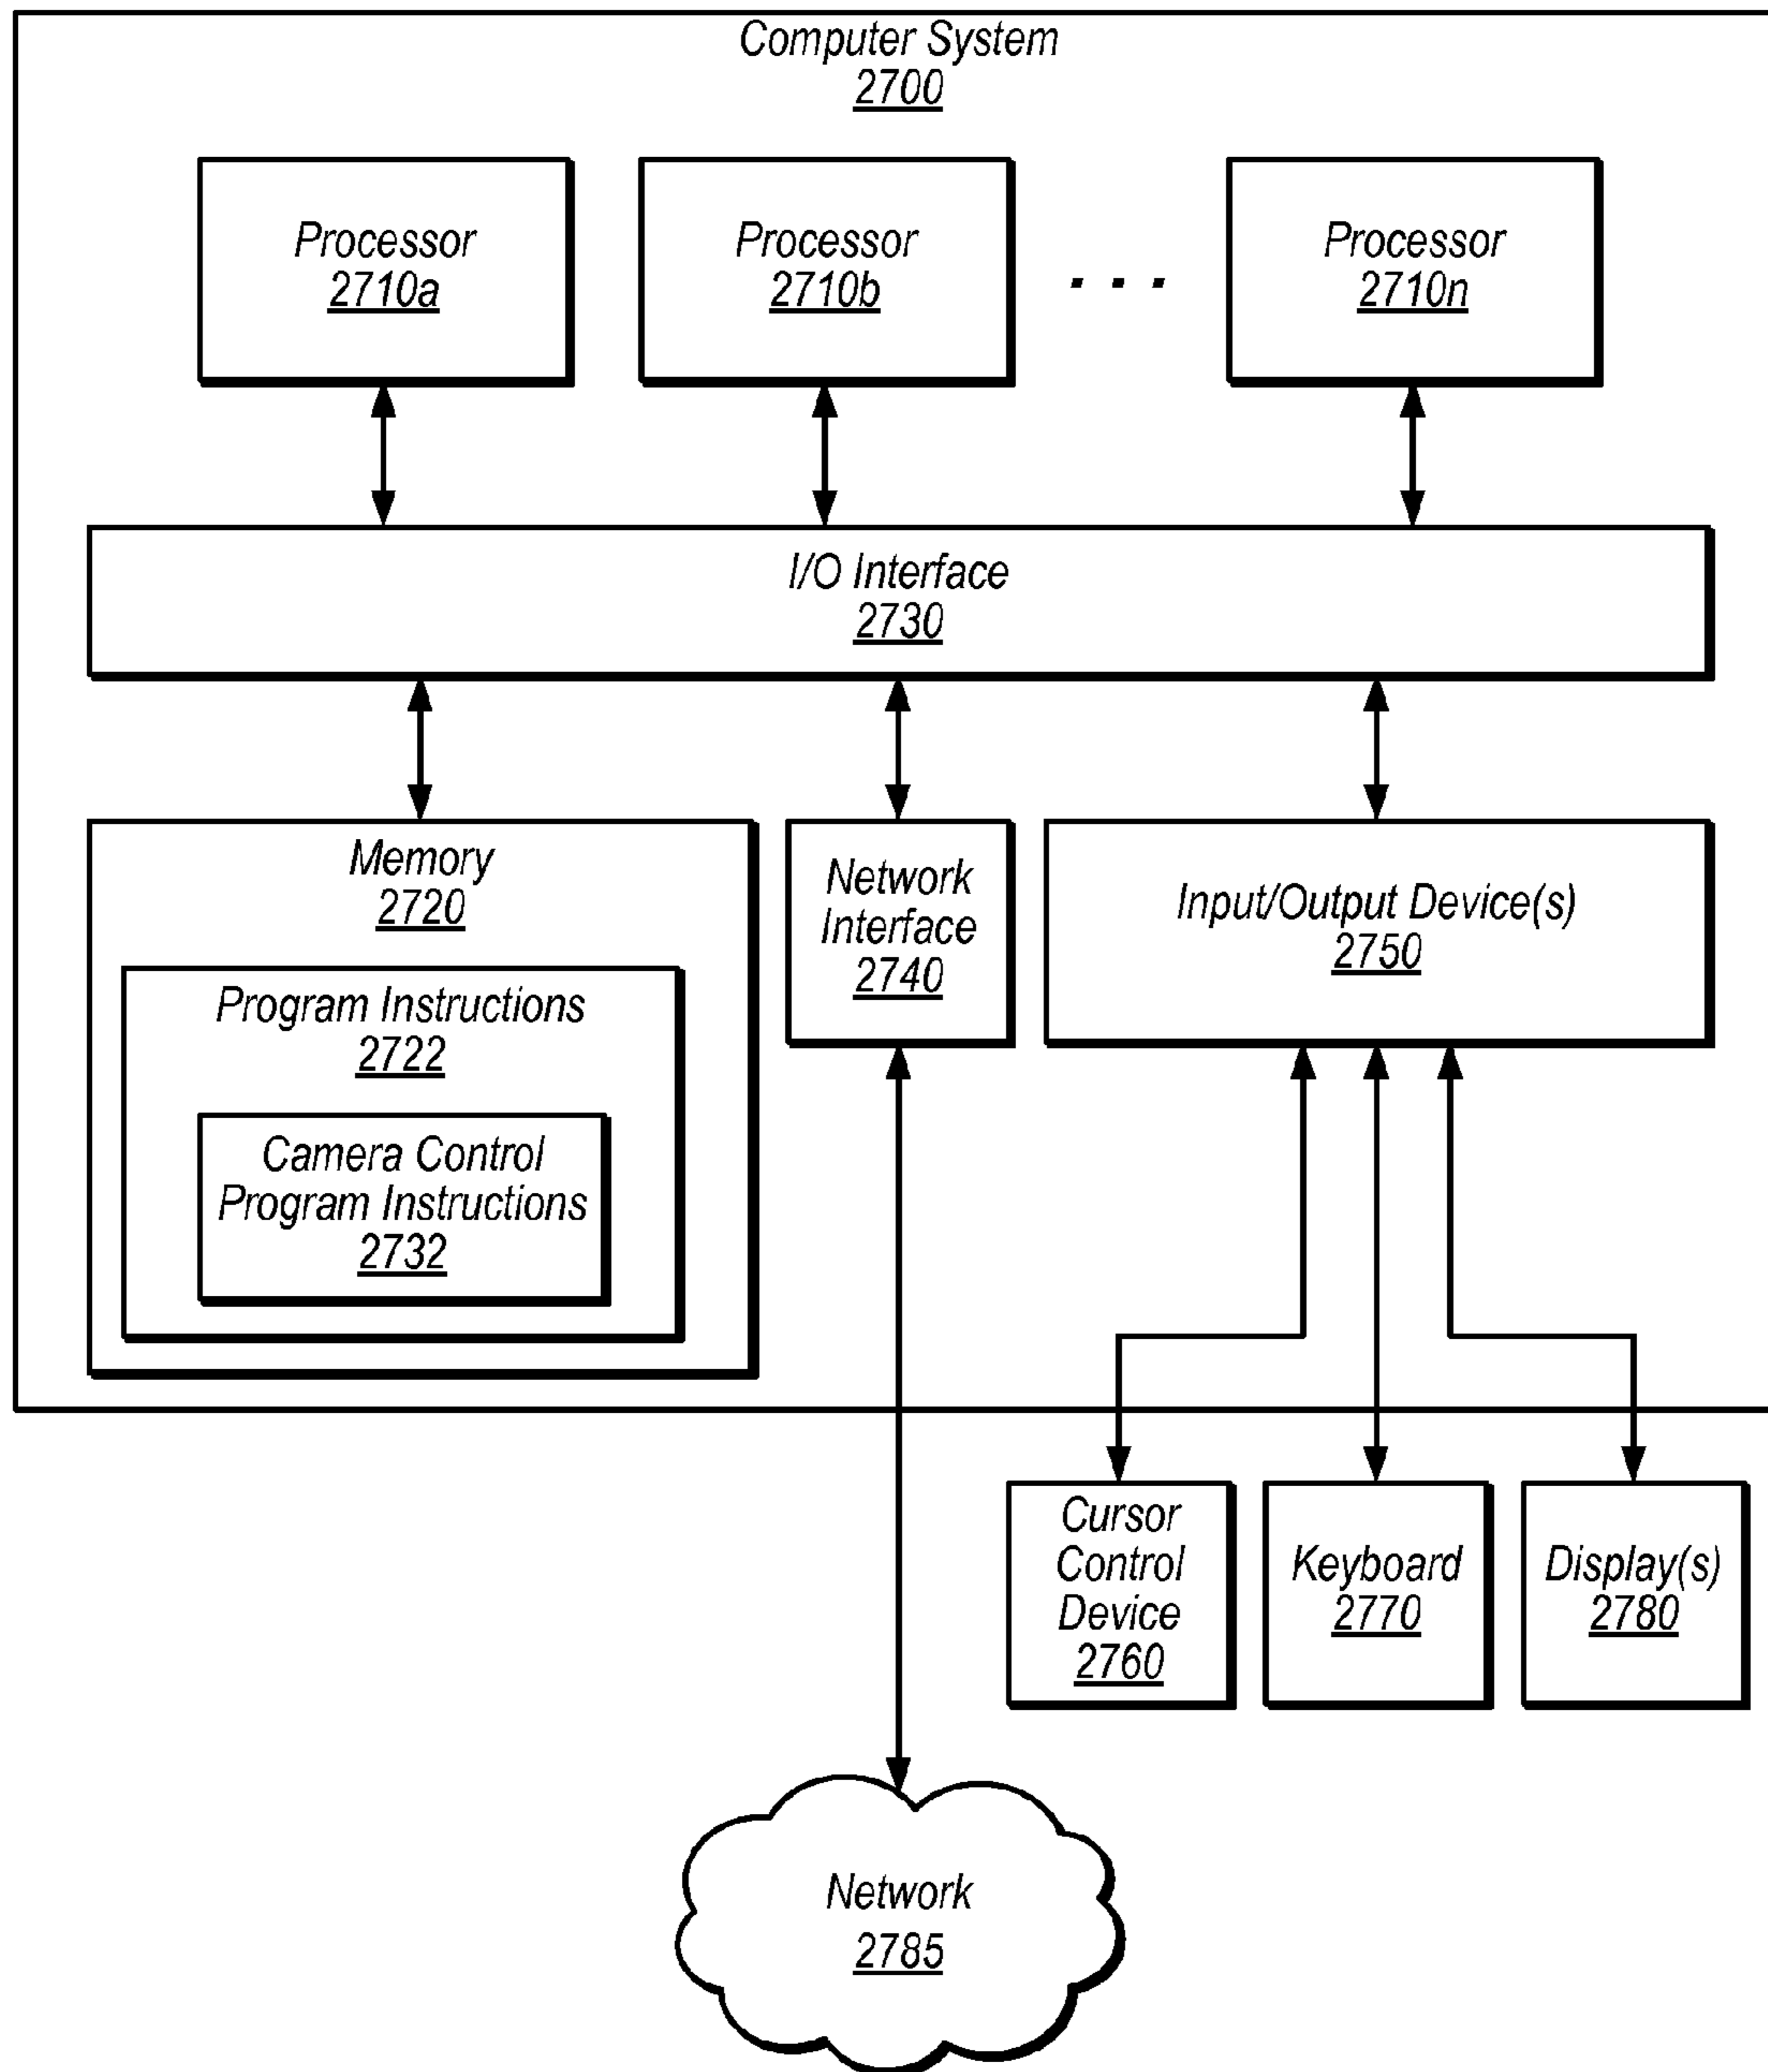 Computer System
2700
Processor
2710a
Processor
2710b
. . .
Processor
2710n
I/O Interface
2730
Memory
2720
Program Instructions
2722
Camera Control
Program Instructions
2732
Network
Interface
2740
Input/Output Device(s)
2750
Cursor
Control
Device
2760
Keyboard
2770
Display(s)
2780
Network
2785